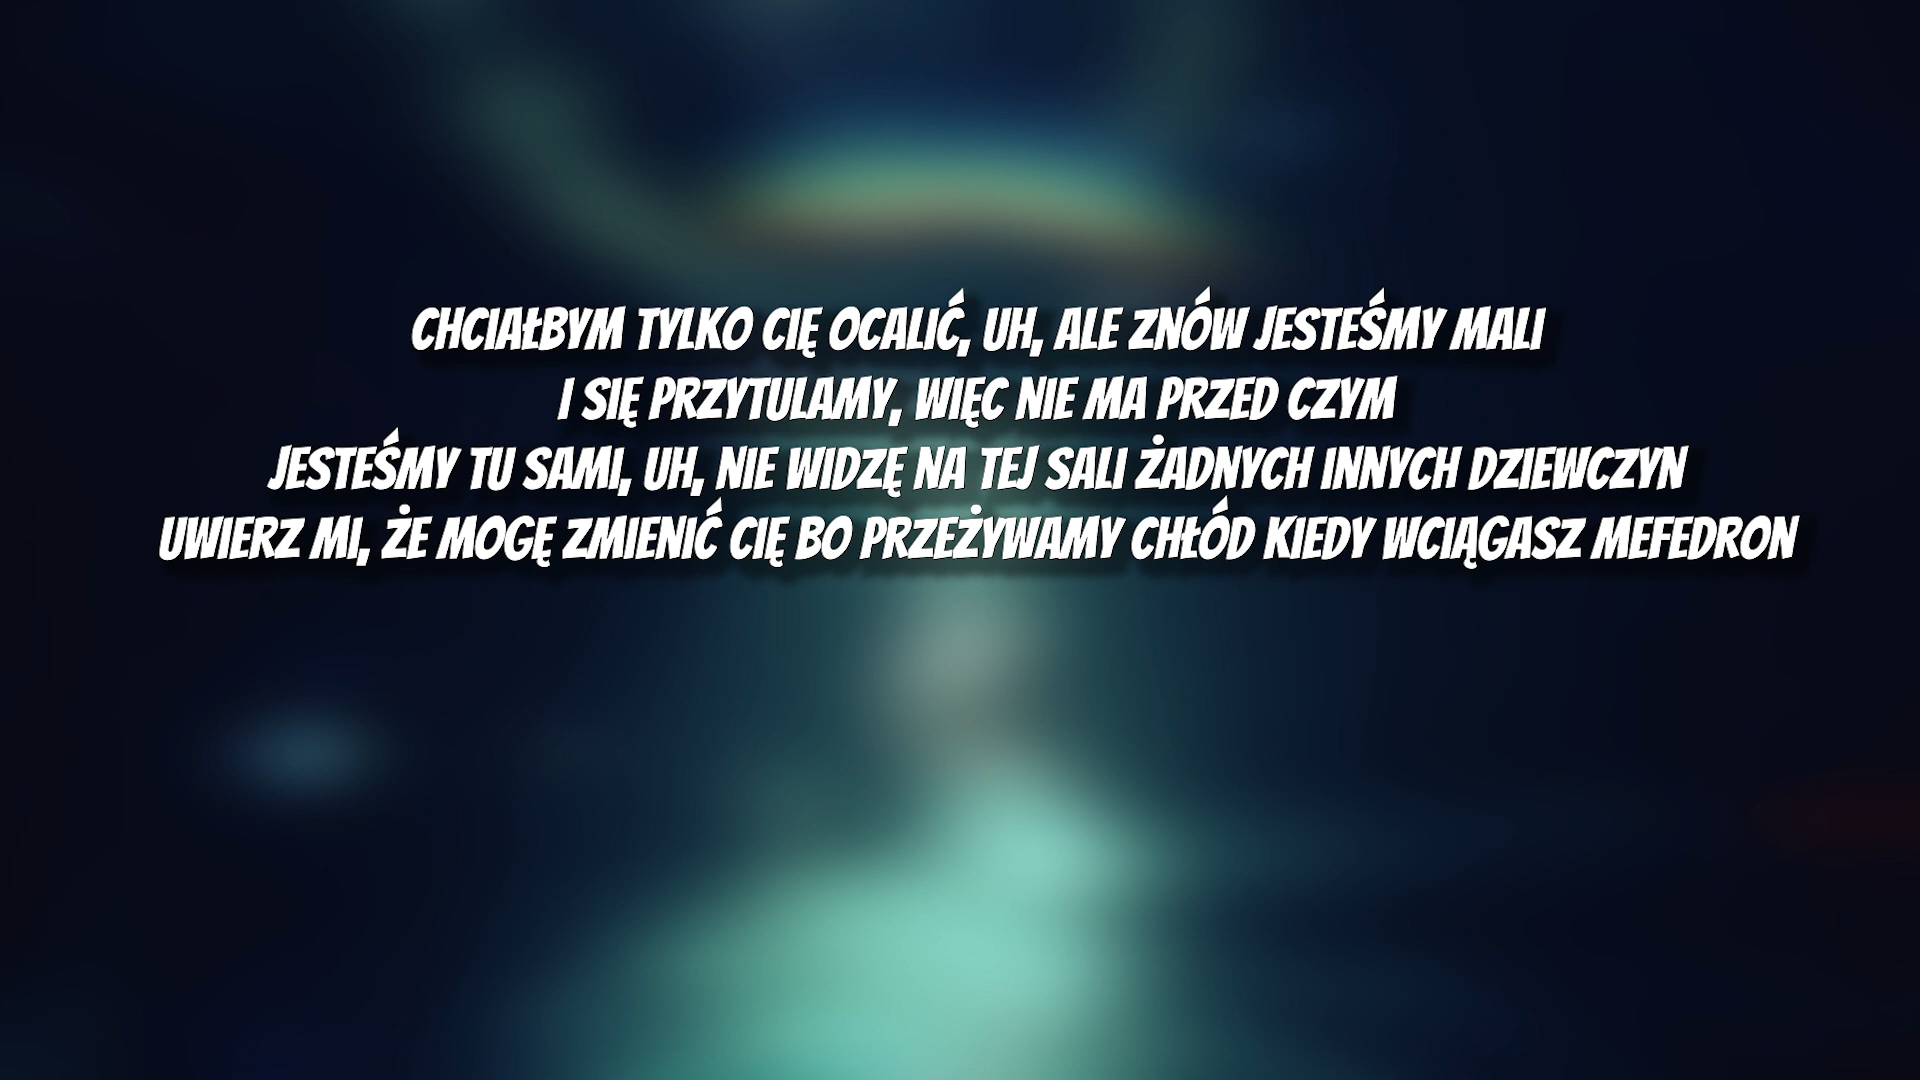 CHCIAŁBYM TYLKO CIĘ OCALIĆ, UH, ALE ZNÓW JESTEŚMY MALI
I SIĘ PRZYTULAMY, WIĘC NIE MA PRZED CZYM
JESTEŚMY TU SAMI, UH, NIE WIDZĘ NA TEJ SALI ŻADNYCH INNYCH DZIEWCZYN
UWIERZ MI, ŻE MOGĘ ZMIENIĆ CIĘ BO PRZEŻYWAMY CHŁÓD KIEDY WCIĄGASZ MEFEDRON